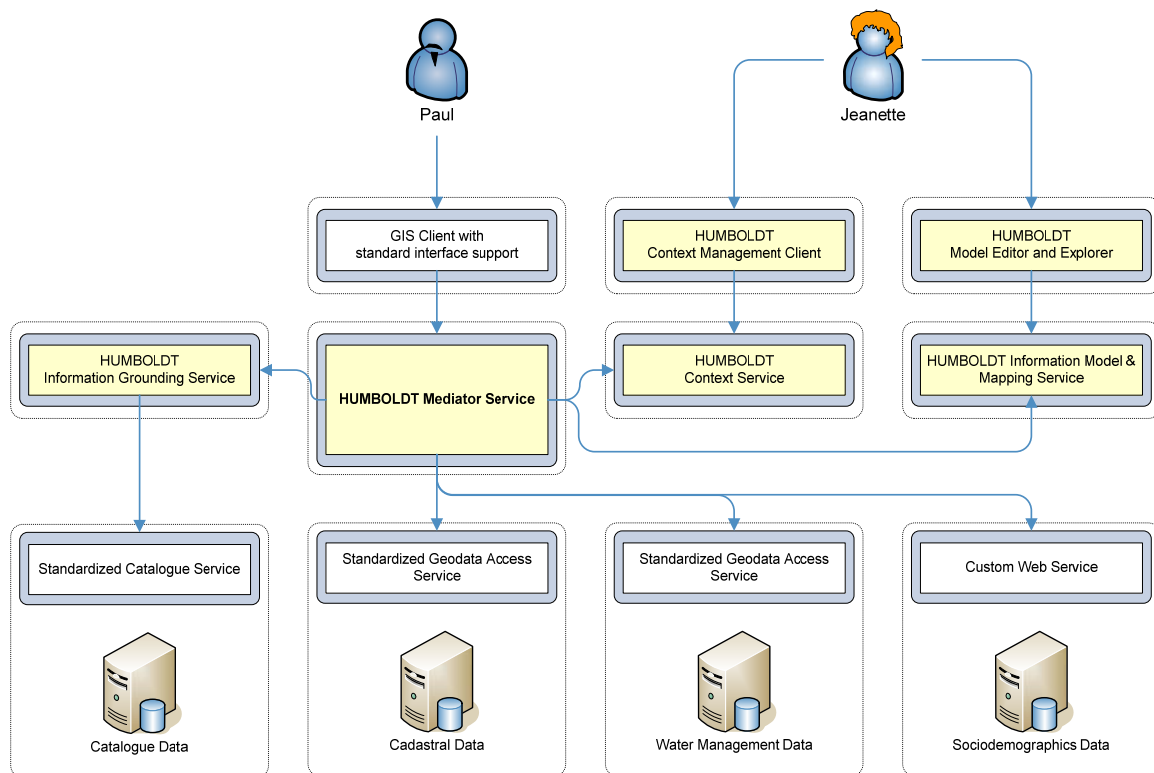 Paul
Jeanette
GIS Client with
standard interface support
HUMBOLDT
Context Management Client
HUMBOLDT
Model Editor and Explorer
HUMBOLDT
Information Grounding Service
HUMBOLDT Mediator Service
HUMBOLDT
Context Service
HUMBOLDT Information Model &
Mapping Service
Standardized Catalogue Service
Standardized Geodata Access
Service
Standardized Geodata Access
Service
Custom Web Service
Catalogue Data
Cadastral Data
Water Management Data
Sociodemographics Data